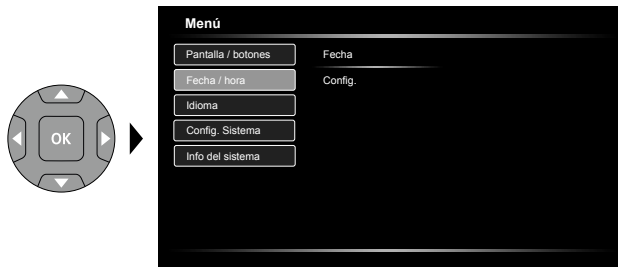 Menú
Pantalla / botones
Fecha
Fecha / hora
Config.
Idioma
OK
Config. Sistema
Info del sistema